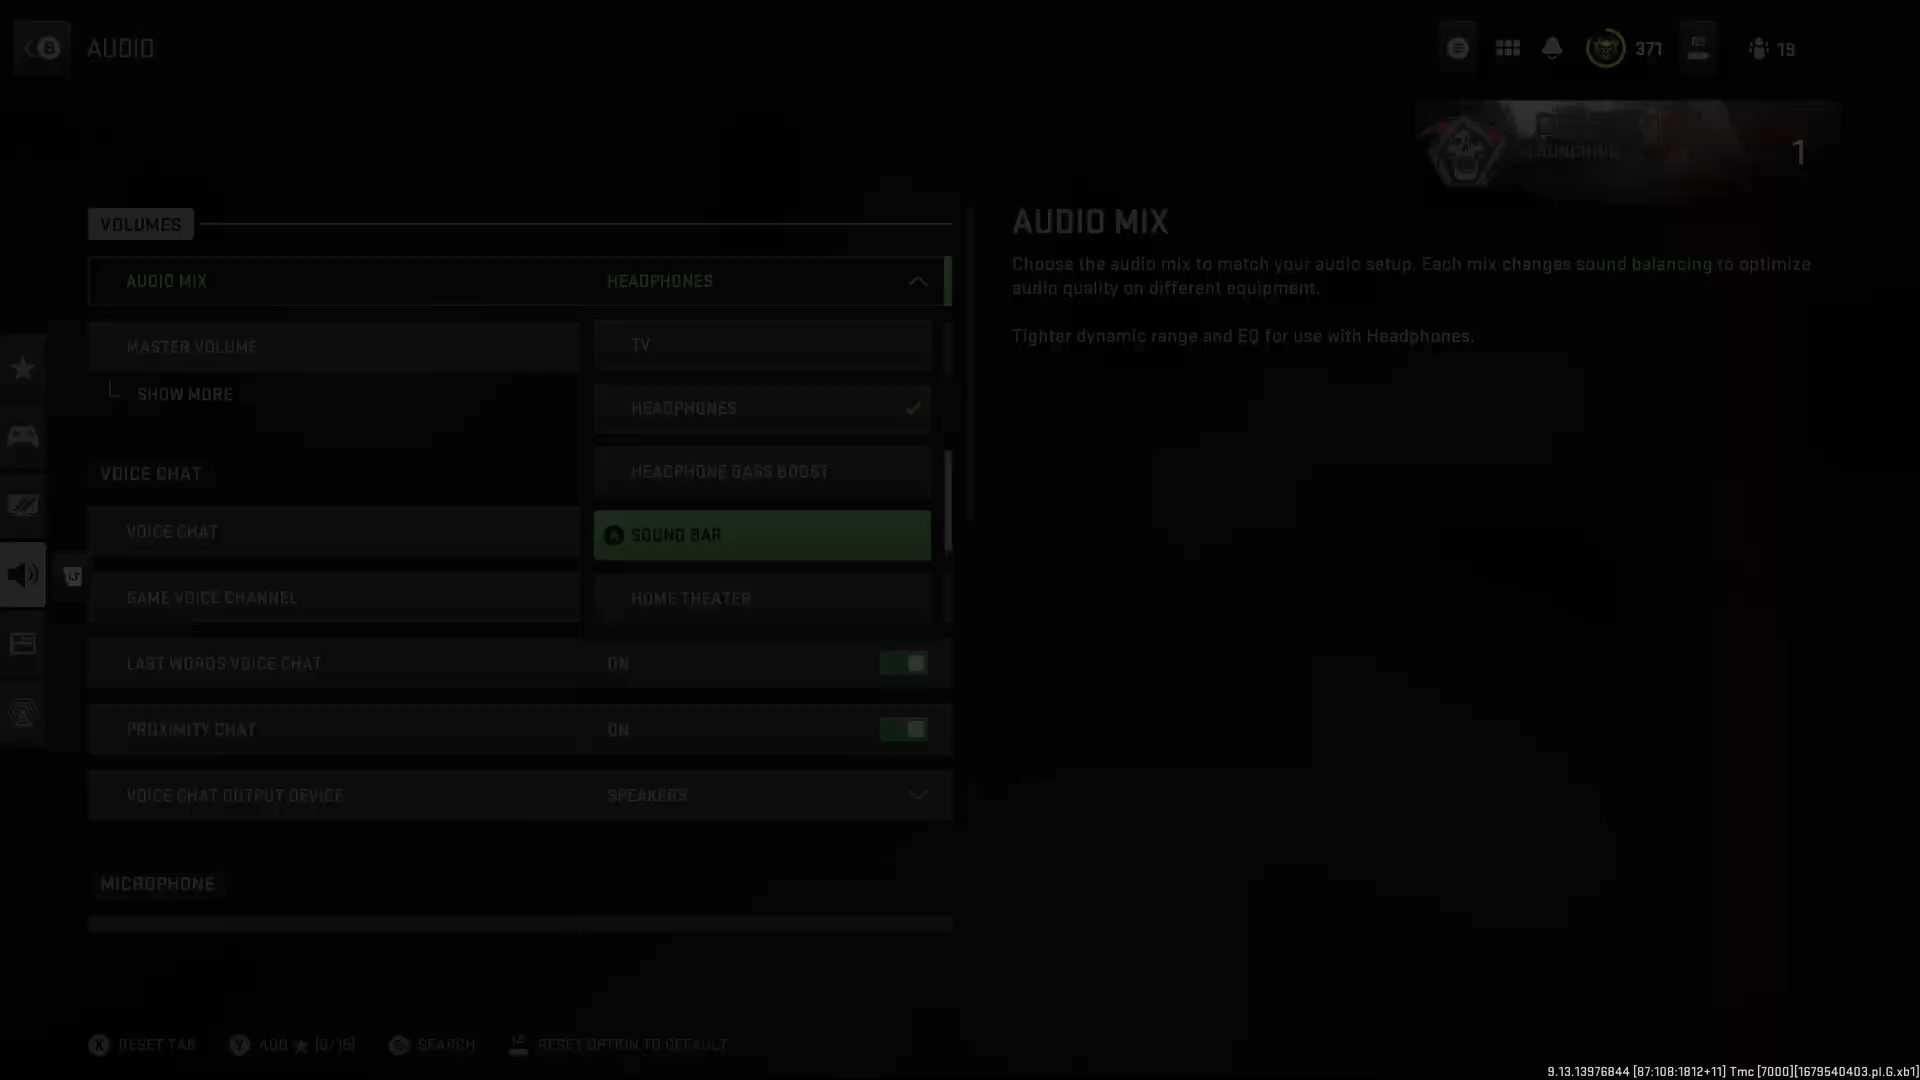 B AUDIO
371
19
LAUNCHING
1
VOLUMES
AUDIO MIX HEADPHONES
MASTER VOLUME
SHOW MORE
TV
HEADPHONES
HEADPHONE BASS BOOST
A SOUND BAR
HOME THEATER
VOICE CHAT
VOICE CHAT
LT
GAME VOICE CHANNEL
LAST WORDS VOICE CHAT ON
PROXIMITY CHAT ON
VOICE CHAT OUTPUT DEVICE SPEAKERS
MICROPHONE
AUDIO MIX
Choose the audio mix to match your audio setup. Each mix changes sound balancing to optimize
audio quality on different equipment.
Tighter dynamic range and EQ for use with Headphones.
X RESET TAB Y ADD ★ [0/15] SEARCH RESET OPTION TO DEFAULT
9.13.13976844 [87:108:1812+11] Tmc [7000][1679540403.pl.G.xb1]